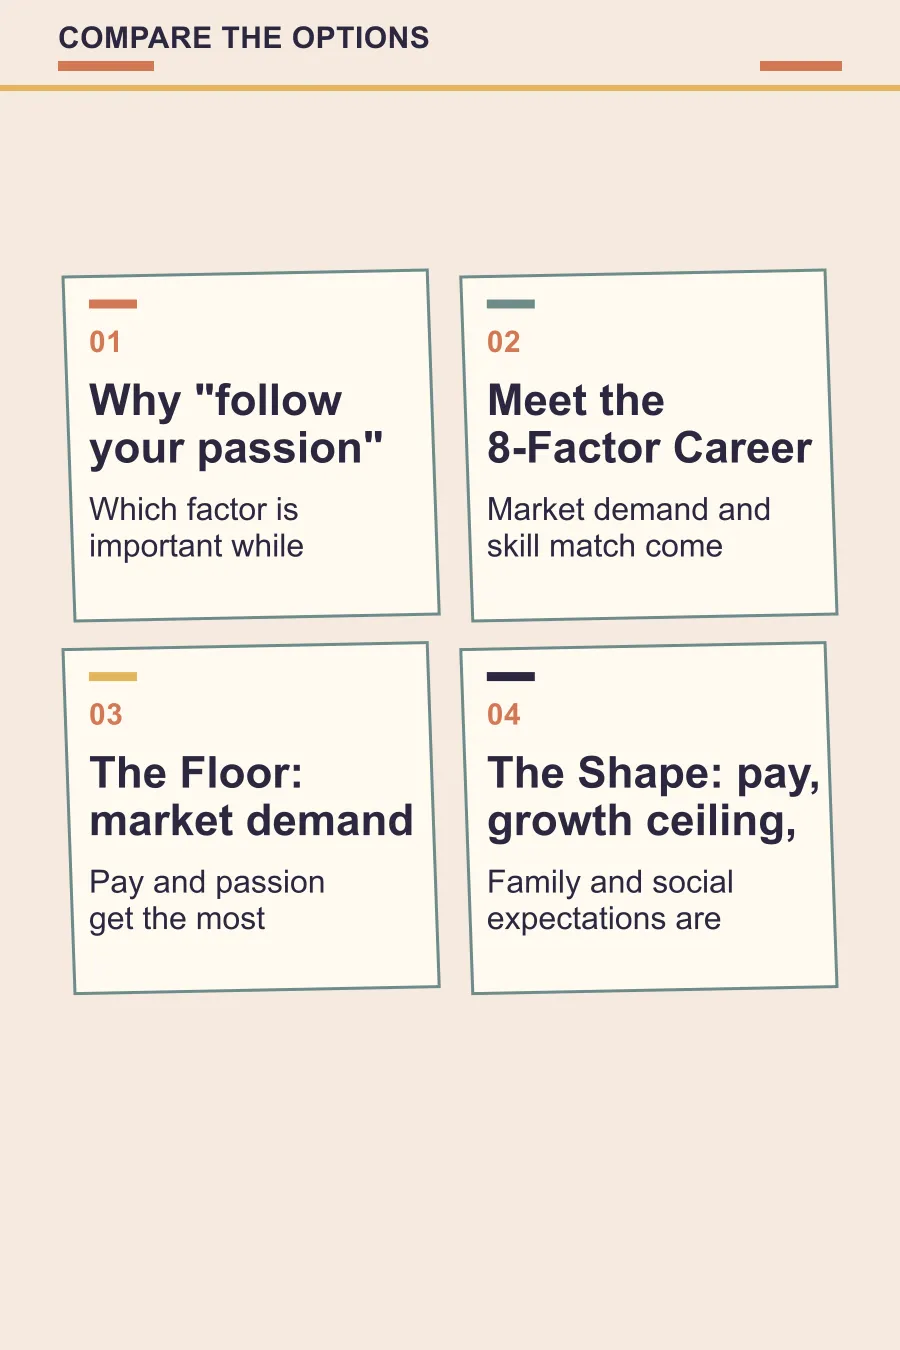 COMPARE THE OPTIONS
01
Why "follow
your passion"
Which factor is
important while
02
Meet the
8-Factor Career
Market demand and
skill match come
03
The Floor:
market demand
Pay and passion
get the most
04
The Shape: pay,
growth ceiling,
Family and social
expectations are